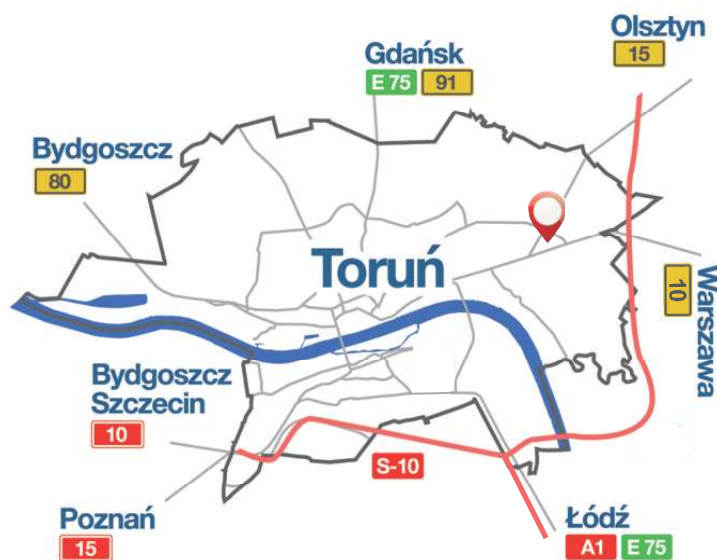 Olsztyn
15
Gdańsk
E 75 91
Bydgoszcz
80
Toruń
10
Warszawa
Bydgoszcz
Szczecin
10
S-10
Poznań
15
Łódź
A1 E 75